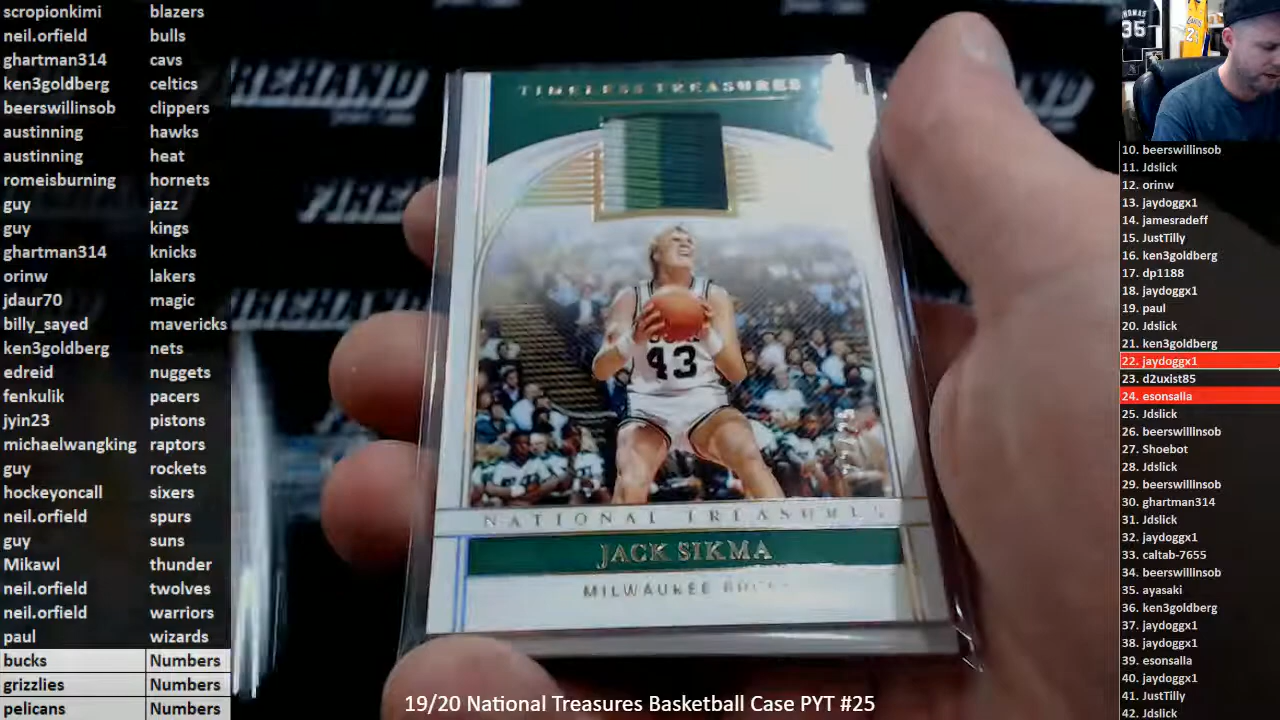 scropionkimi blazers
neil.orfield bulls
ghartman314 cavs
ken3goldberg celtics
beerswillinsob clippers
austinning hawks
austinning heat
romeisburning hornets
guy jazz
guy kings
ghartman314 knicks
orinw lakers
jdaur70 magic
billy_sayed mavericks
ken3goldberg nets
edreid nuggets
fenkulik pacers
jyin23 pistons
michaelwangking raptors
guy rockets
hockeyoncall sixers
neil.orfield spurs
guy suns
Mikawl thunder
neil.orfield twolves
neil.orfield warriors
paul wizards
bucks Numbers
grizzlies Numbers
pelicans Numbers
FIREHAND
TIMELESS TREASURES
43
NATIONAL TREASURES
JACK SIKMA
MILWAUKEE
19/20 National Treasures Basketball Case PYT #25
35
10. beerswillinsob
11. Jdslick
12. orinw
13. jaydoggx1
14. jamesradeff
15. JustTilly
16. ken3goldberg
17. dp1188
18. jaydoggx1
19. paul
20. Jdslick
21. ken3goldberg
22. jaydoggx1
23. d2uxist85
24. esonsalla
25. Jdslick
26. beerswillinsob
27. Shoebot
28. Jdslick
29. beerswillinsob
30. ghartman314
31. Jdslick
32. jaydoggx1
33. caltab-7655
34. beerswillinsob
35. ayasaki
36. ken3goldberg
37. jaydoggx1
38. jaydoggx1
39. esonsalla
40. jaydoggx1
41. JustTilly
42. Jdslick